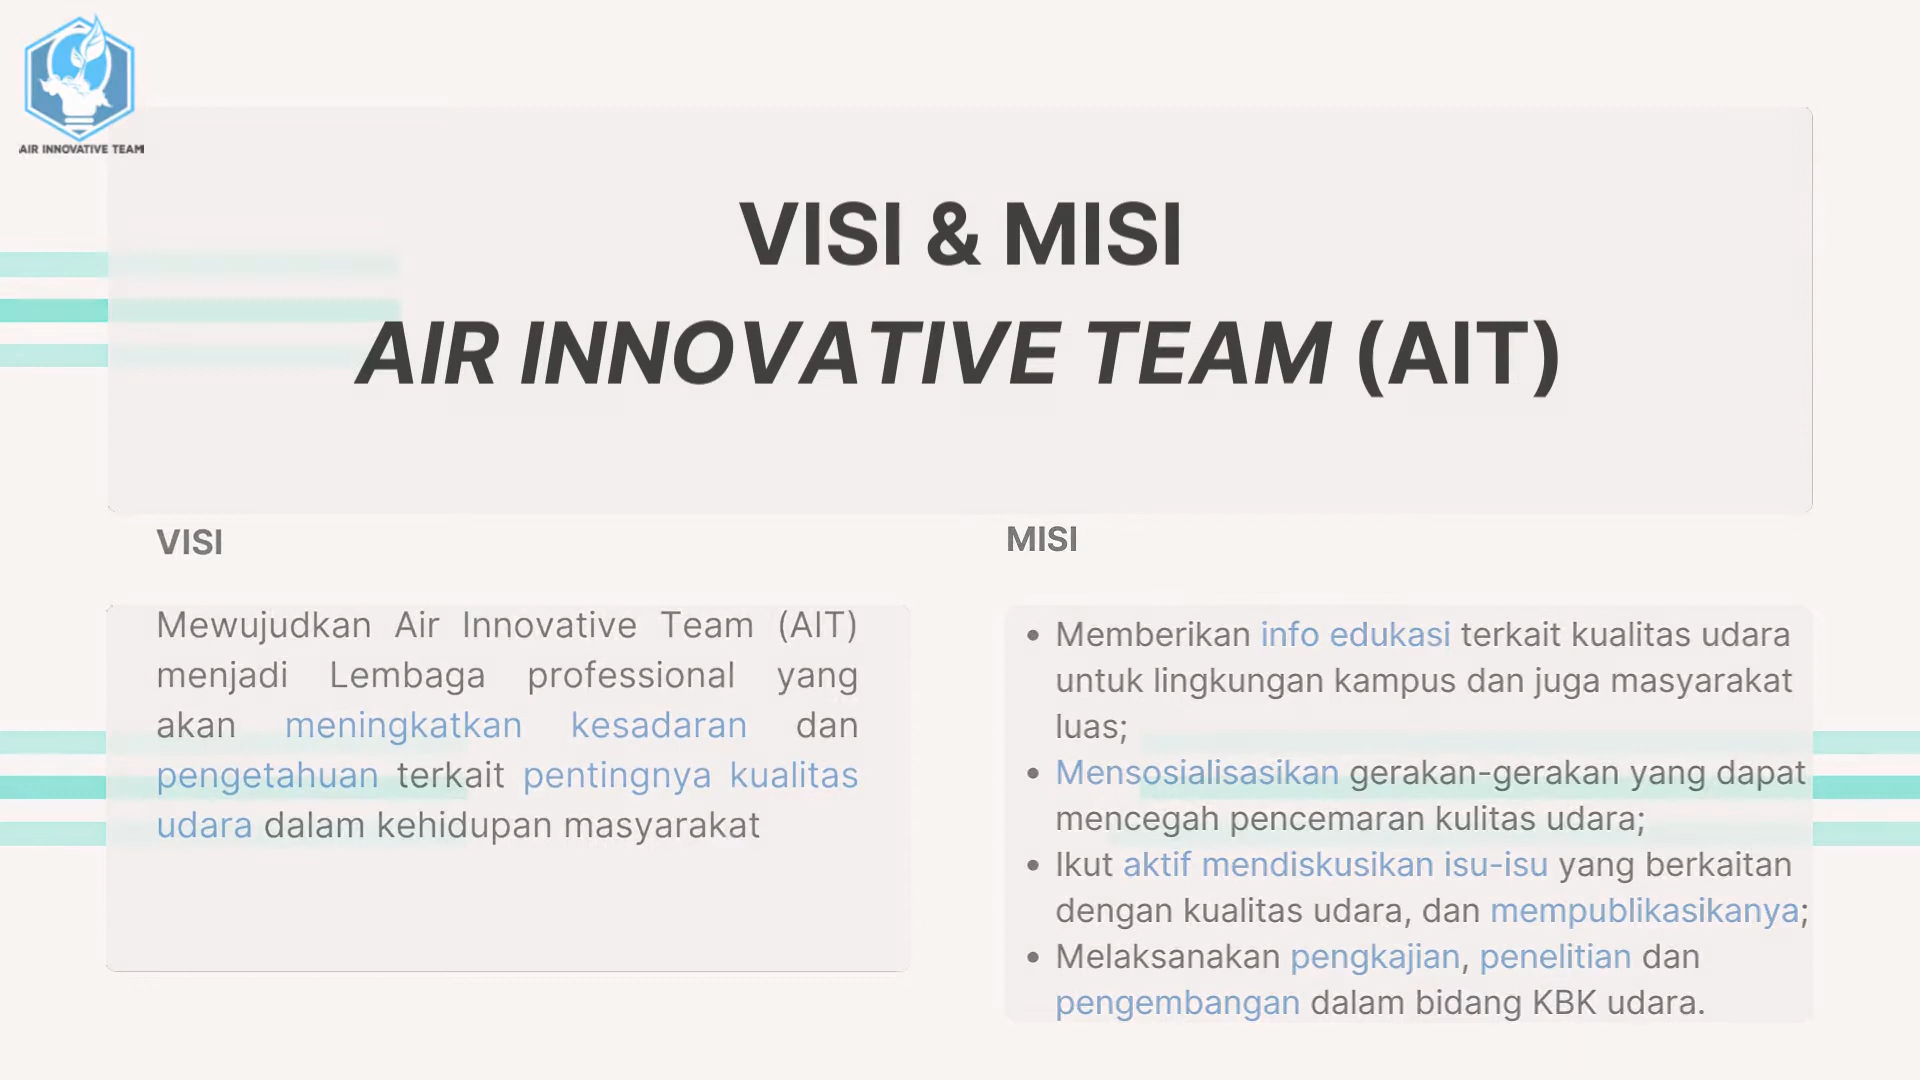 AIR INNOVATIVE TEAM
VISI & MISI
AIR INNOVATIVE TEAM (AIT)
VISI
Mewujudkan Air Innovative Team (AIT)
menjadi Lembaga professional yang
akan meningkatkan kesadaran dan
pengetahuan terkait pentingnya kualitas
udara dalam kehidupan masyarakat
MISI
• Memberikan info edukasi terkait kualitas udara
untuk lingkungan kampus dan juga masyarakat
luas;
• Mensosialisasikan gerakan-gerakan yang dapat
mencegah pencemaran kulitas udara;
• Ikut aktif mendiskusikan isu-isu yang berkaitan
dengan kualitas udara, dan mempublikasikanya;
• Melaksanakan pengkajian, penelitian dan
pengembangan dalam bidang KBK udara.